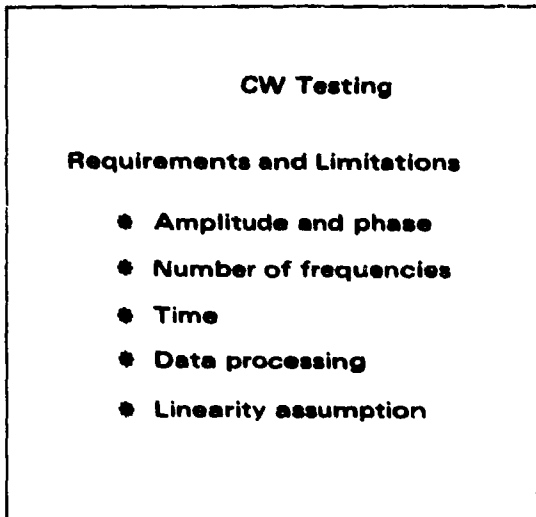 CW Testing
Requirements and Limitations
● Amplitude and phase
● Number of frequencies
● Time
● Data processing
● Linearity assumption